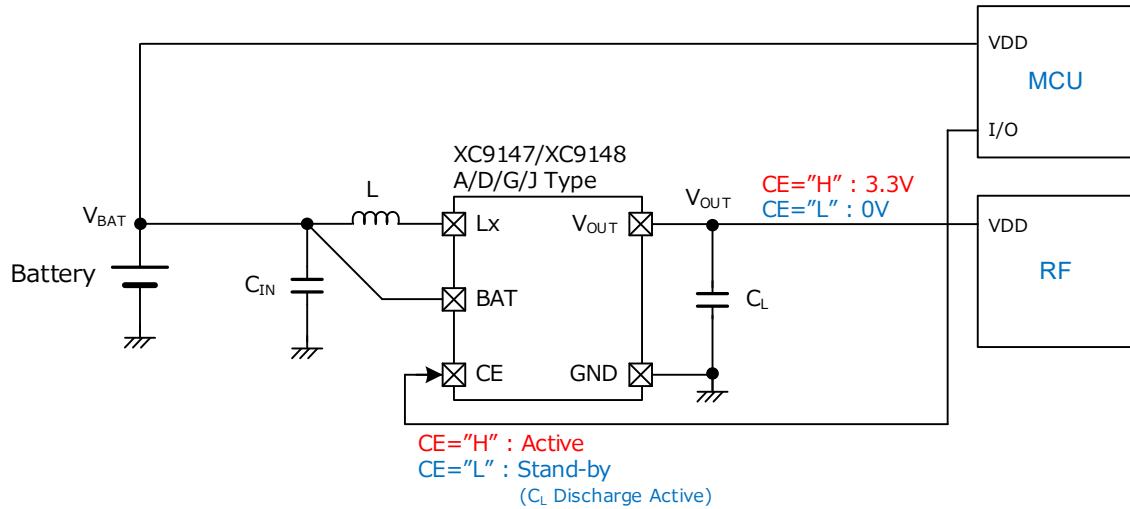 VDD
MCU
I/O
XC9147/XC9148
A/D/G/J Type
CE="H" : 3.3V
CE="L" : 0V
L
VBAT
VOUT
Lx
VOUT
VDD
RF
Battery
CIN
BAT
CL
CE
GND
CE="H" : Active
CE="L" : Stand-by
(CL Discharge Active)